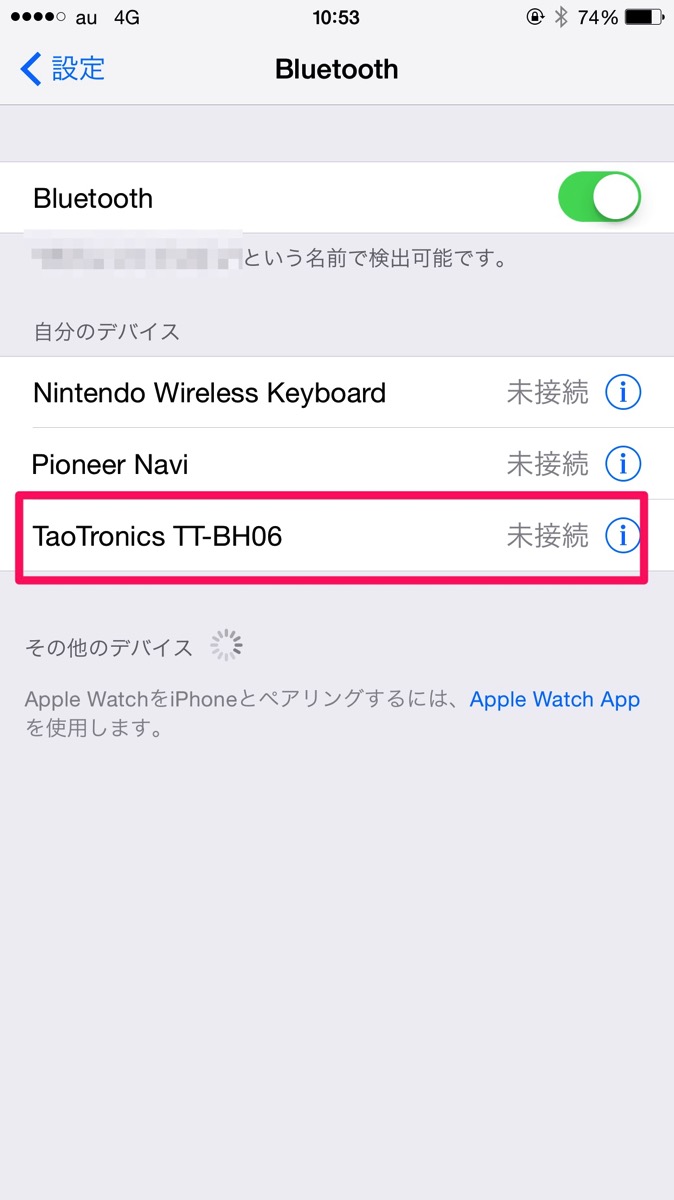 au 4G 10:53 74%
設定 Bluetooth
Bluetooth
という名前で検出可能です。
自分のデバイス
Nintendo Wireless Keyboard 未接続
Pioneer Navi 未接続
TaoTronics TT-BH06 未接続
その他のデバイス
Apple WatchをiPhoneとペアリングするには、Apple Watch App
を使用します。